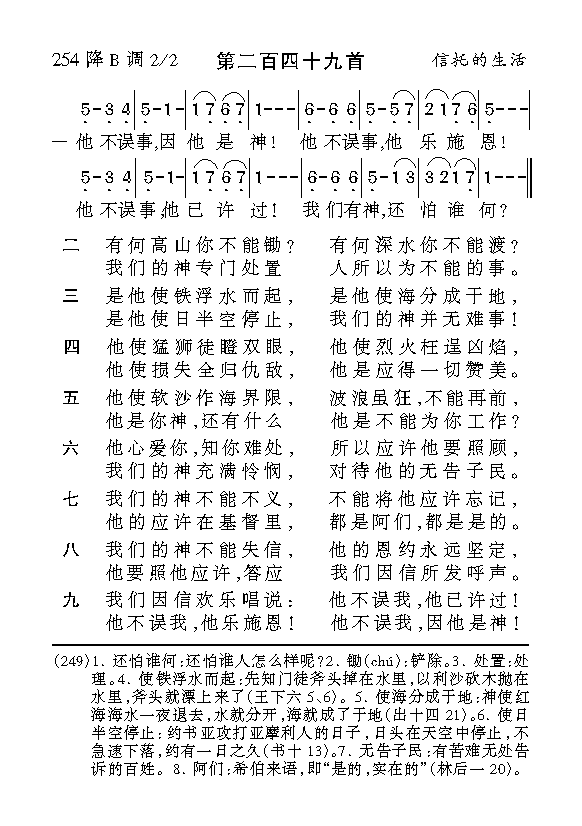 254 降B调 2/2 第二百四十九首 信托的生活
5-3 4|5-1-|1 7 6 7|1---|6-6 6|5-5 7|2 1 7 6|5---|
一 他不误事,因他是神! 他不误事,他乐施恩!
5-3 4|5-1-|1 7 6 7|1---|6-6 6|5-1 3|3 2 1 7|1---‖
他不误事,他已许过! 我们有神,还怕谁何?
二 有何高山你不能锄? 有何深水你不能渡?
我们的神专门处置 人所以为不能的事。
三 是他使铁浮水而起, 是他使海分成于地,
是他使日半空停止, 我们的神并无难事!
四 他使猛狮徒瞪双眼, 他使烈火枉逞凶焰,
他使损失全归仇敌, 他是应得一切赞美。
五 他使软沙作海界限, 波浪虽狂,不能再前,
他是你神,还有什么 他是不能为你工作?
六 他心爱你,知你难处, 所以应许他要照顾,
我们的神充满怜悯, 对待他的无告子民。
七 我们的神不能不义, 不能将他应许忘记,
他的应许在基督里, 都是阿们,都是是的。
八 我们的神不能失信, 他的恩约永远坚定,
他要照他应许,答应 我们因信所发呼声。
九 我们因信欢乐唱说: 他不误我,他已许过!
他不误我,他乐施恩! 他不误我,因他是神!
(249)1. 还怕谁何:还怕谁人怎么样呢?2. 锄(chú):铲除。3. 处置:处
理。4. 使铁浮水而起:先知门徒斧头掉在水里,以利沙砍木抛在
水里,斧头就漂上来了(王下六5、6)。5. 使海分成于地:神使红
海海水一夜退去,水就分开,海就成了于地(出十四21)。6. 使日
半空停止:约书亚攻打亚摩利人的日子,日头在天空中停止,不
急速下落,约有一日之久(书十13)。7. 无告子民:有苦难无处告
诉的百姓。8. 阿们:希伯来语,即“是的,实在的”(林后一20)。